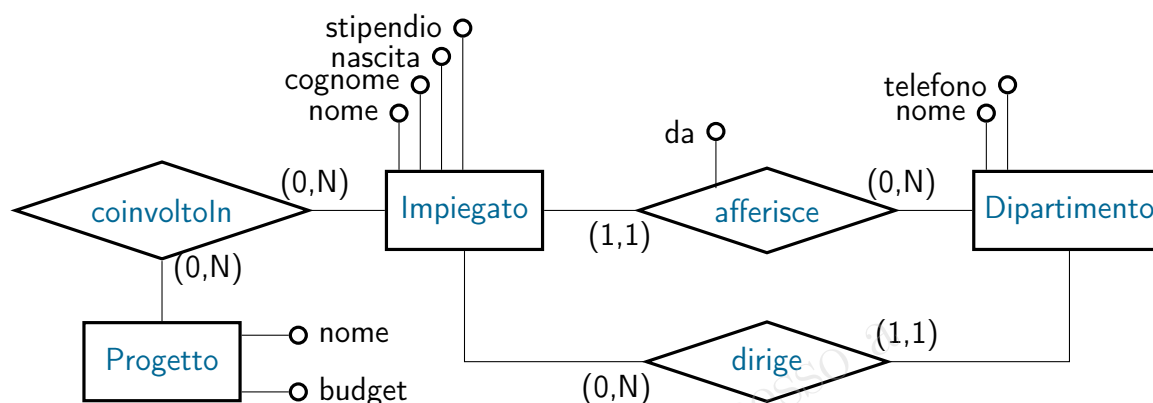 stipendio
nascita
cognome
nome
telefono
nome
da
(0,N)
(0,N)
coinvoltoIn
Impiegato
afferisce
Dipartimento
(1,1)
(0,N)
nome
Progetto
dirige
(1,1)
(0,N)
budget